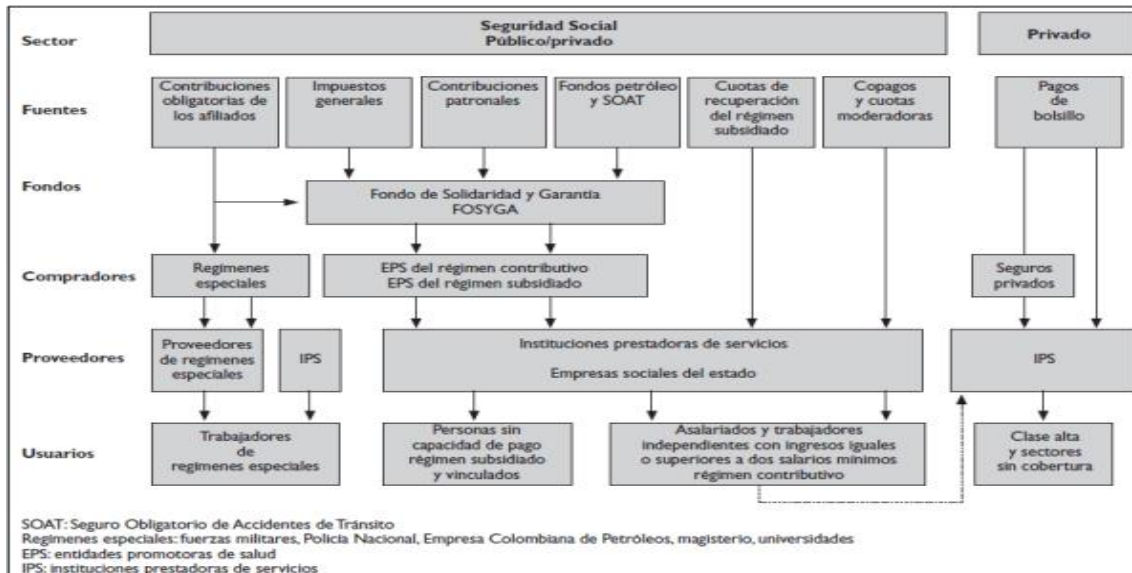 Sector
Seguridad Social
Público/privado
Privado
Fuentes
Contribuciones
obligatorias de
los afiliados
Impuestos
generales
Contribuciones
patronales
Fondos petróleo
y SOAT
Cuotas de
recuperación
del régimen
subsidiado
Copagos
y cuotas
moderadoras
Pagos
de
bolsillo
Fondos
Fondo de Solidaridad y Garantía
FOSYGA
Compradores
Regímenes
especiales
EPS del régimen contributivo
EPS del régimen subsidiado
Seguros
privados
Proveedores
Proveedores
de regimenes
especiales
IPS
Instituciones prestadoras de servicios
Empresas sociales del estado
IPS
Usuarios
Trabajadores
de
regimenes especiales
Personas sin
capacidad de pago
régimen subsidiado
y vinculados
Asalariados y trabajadores
independientes con ingresos iguales
o superiores a dos salarios mínimos
régimen contributivo
Clase alta
y sectores
sin cobertura
SOAT: Seguro Obligatorio de Accidentes de Tránsito
Regimenes especiales: fuerzas militares, Policía Nacional, Empresa Colombiana de Petróleos, magisterio, universidades
EPS: entidades promotoras de salud
IPS: instituciones prestadoras de servicios